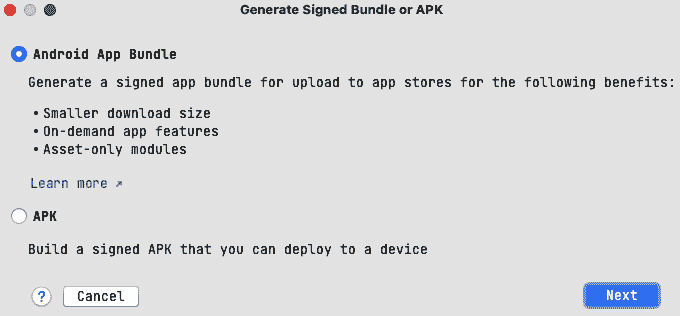 Generate Signed Bundle or APK
Android App Bundle
Generate a signed app bundle for upload to app stores for the following benefits:
• Smaller download size
• On-demand app features
• Asset-only modules
Learn more ↗
APK
Build a signed APK that you can deploy to a device
? Cancel Next